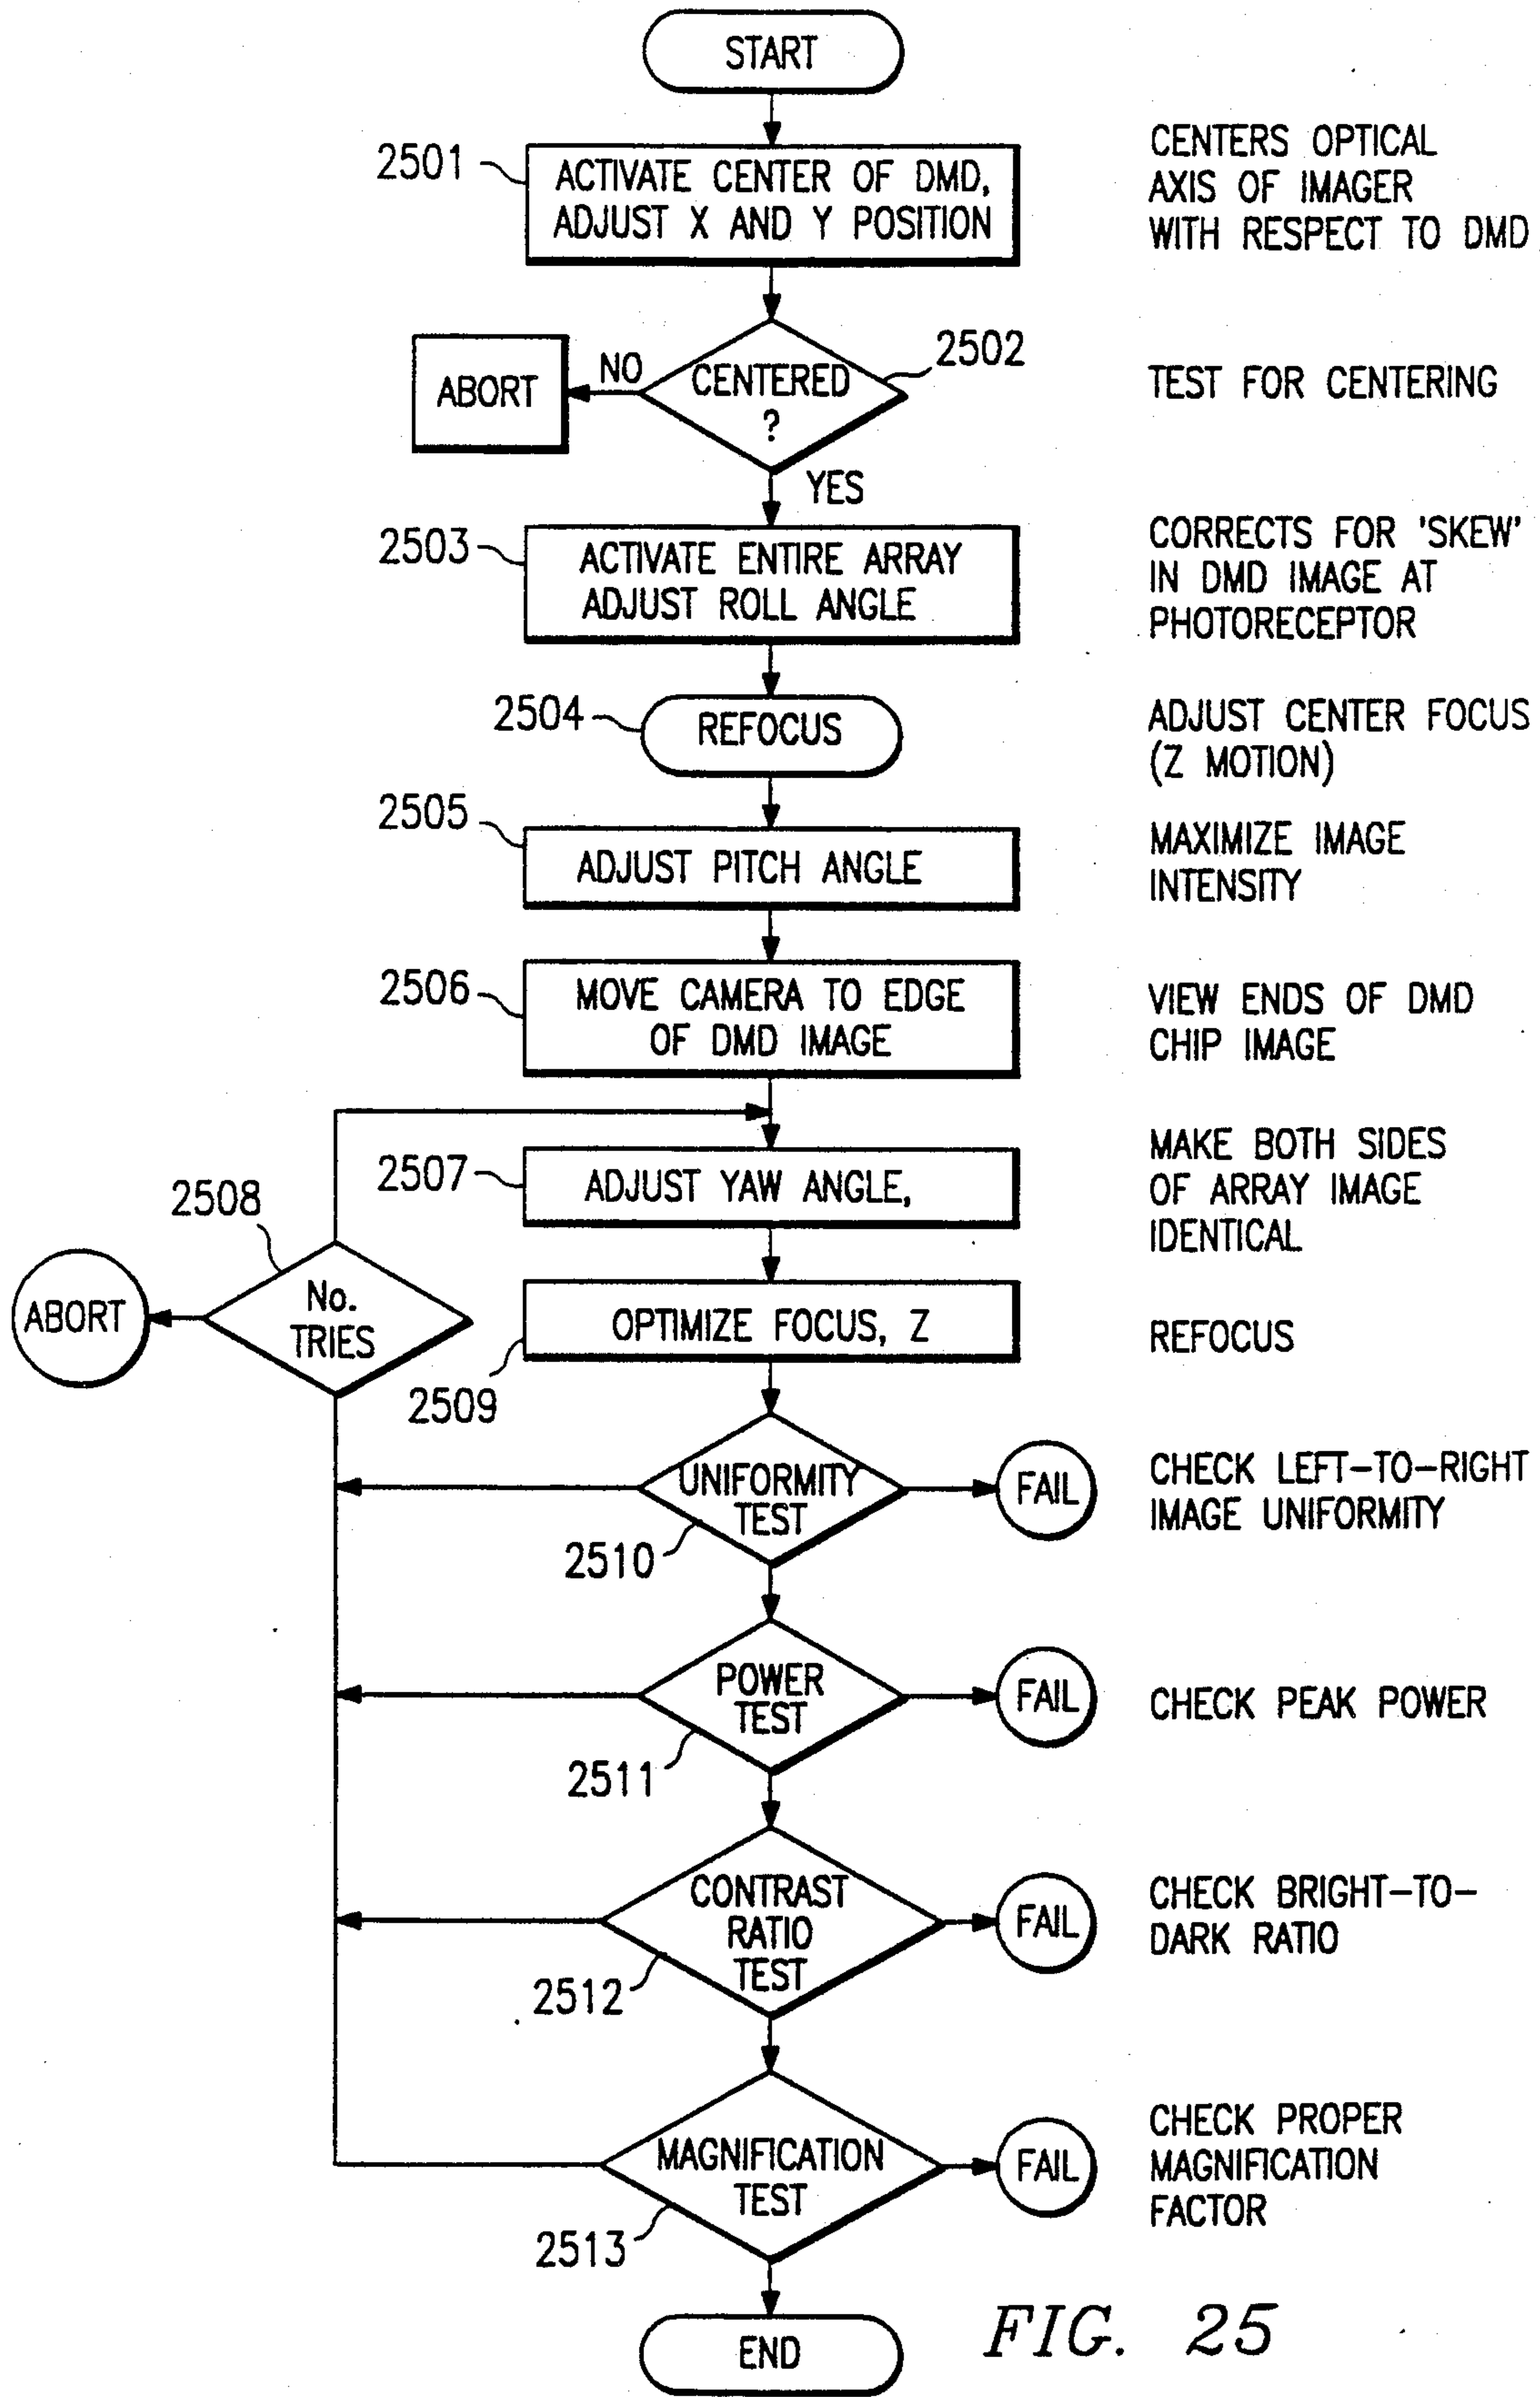 START
2501
ACTIVATE CENTER OF DMD,
ADJUST X AND Y POSITION
CENTERS OPTICAL
AXIS OF IMAGER
WITH RESPECT TO DMD
ABORT
NO
CENTERED
?
2502
TEST FOR CENTERING
YES
2503
ACTIVATE ENTIRE ARRAY
ADJUST ROLL ANGLE
CORRECTS FOR 'SKEW'
IN DMD IMAGE AT
PHOTORECEPTOR
2504
REFOCUS
ADJUST CENTER FOCUS
(Z MOTION)
2505
ADJUST PITCH ANGLE
MAXIMIZE IMAGE
INTENSITY
2506
MOVE CAMERA TO EDGE
OF DMD IMAGE
VIEW ENDS OF DMD
CHIP IMAGE
2507
ADJUST YAW ANGLE,
MAKE BOTH SIDES
OF ARRAY IMAGE
IDENTICAL
2508
ABORT
No.
TRIES
OPTIMIZE FOCUS, Z
2509
REFOCUS
UNIFORMITY
TEST
2510
FAIL
CHECK LEFT-TO-RIGHT
IMAGE UNIFORMITY
POWER
TEST
2511
FAIL
CHECK PEAK POWER
CONTRAST
RATIO
TEST
2512
FAIL
CHECK BRIGHT-TO-
DARK RATIO
MAGNIFICATION
TEST
2513
FAIL
CHECK PROPER
MAGNIFICATION
FACTOR
END
FIG. 25